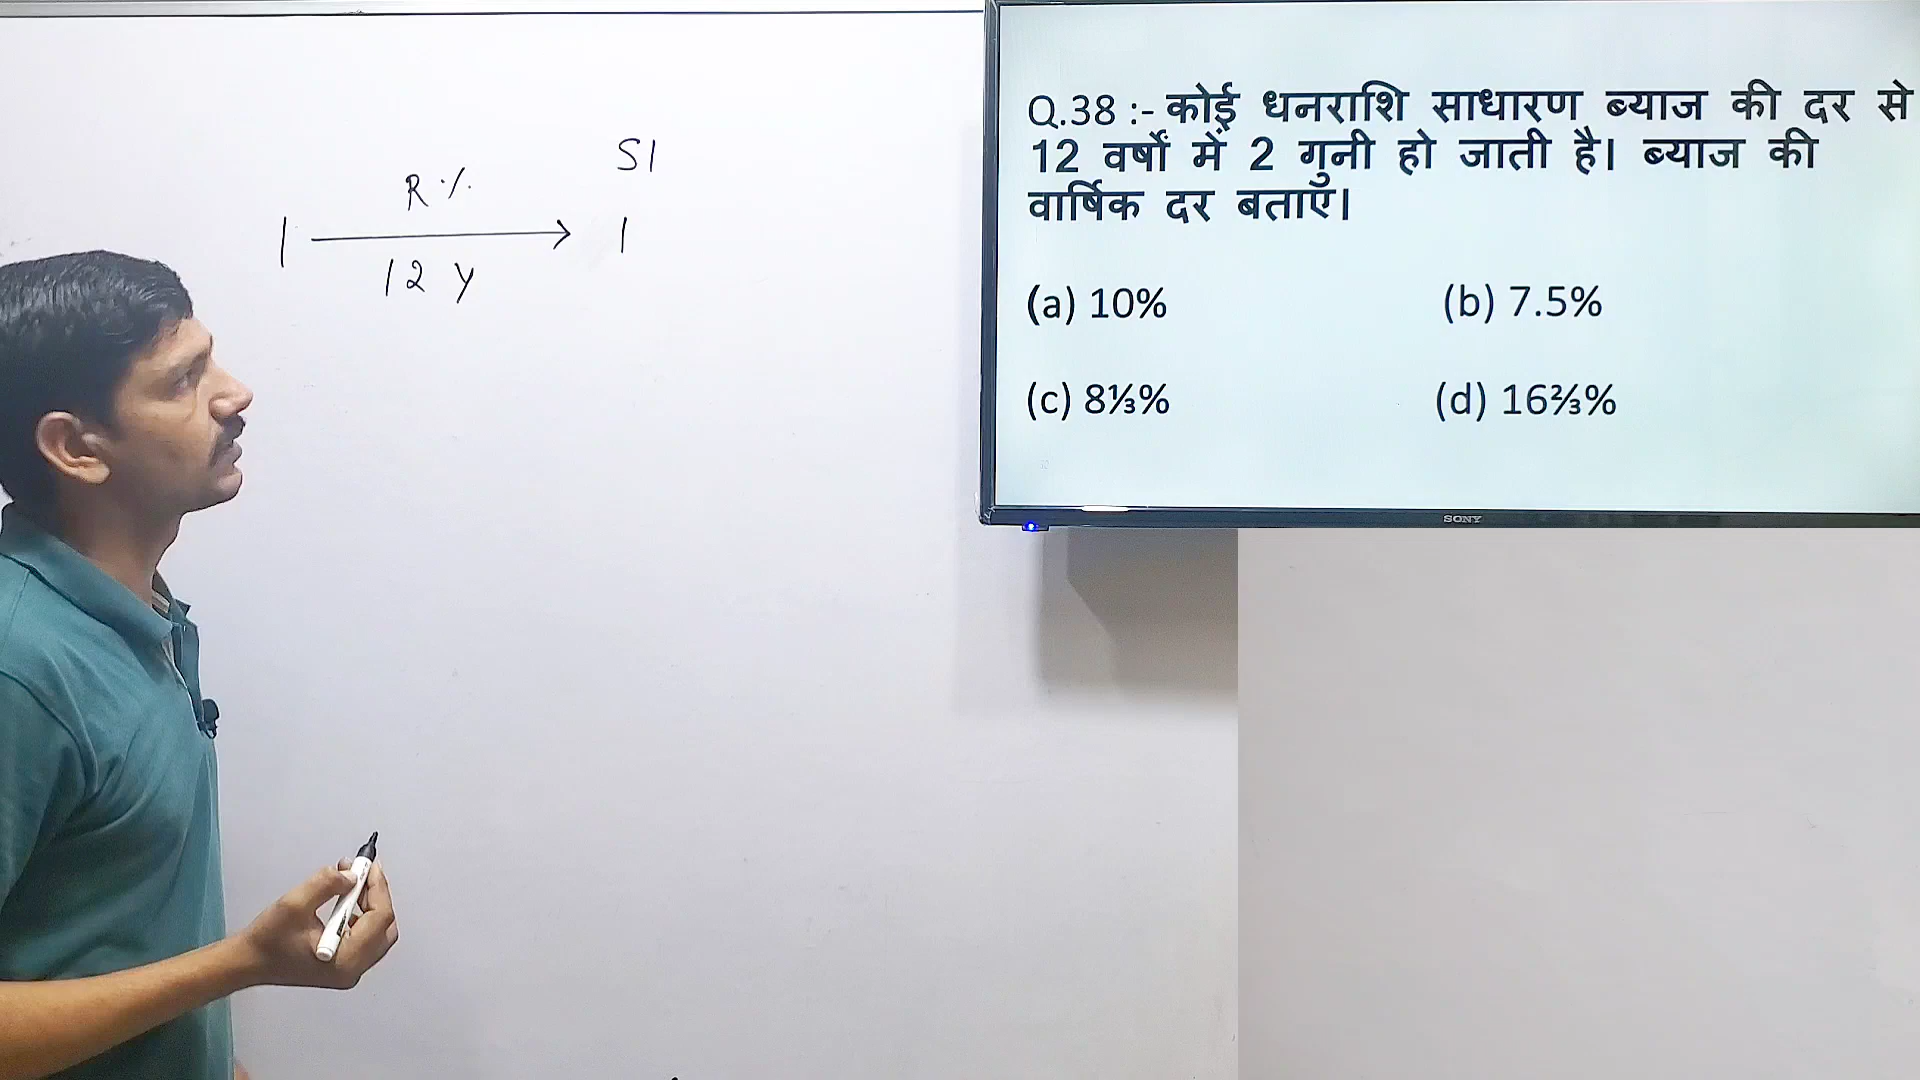 SI
R %
1 → 1
12 y
Q.38 :- कोई धनराशि साधारण ब्याज की दर से
12 वर्षों में 2 गुनी हो जाती है। ब्याज की
वार्षिक दर बताएँ।
(a) 10% (b) 7.5%
(c) 8⅓% (d) 16⅔%
SONY